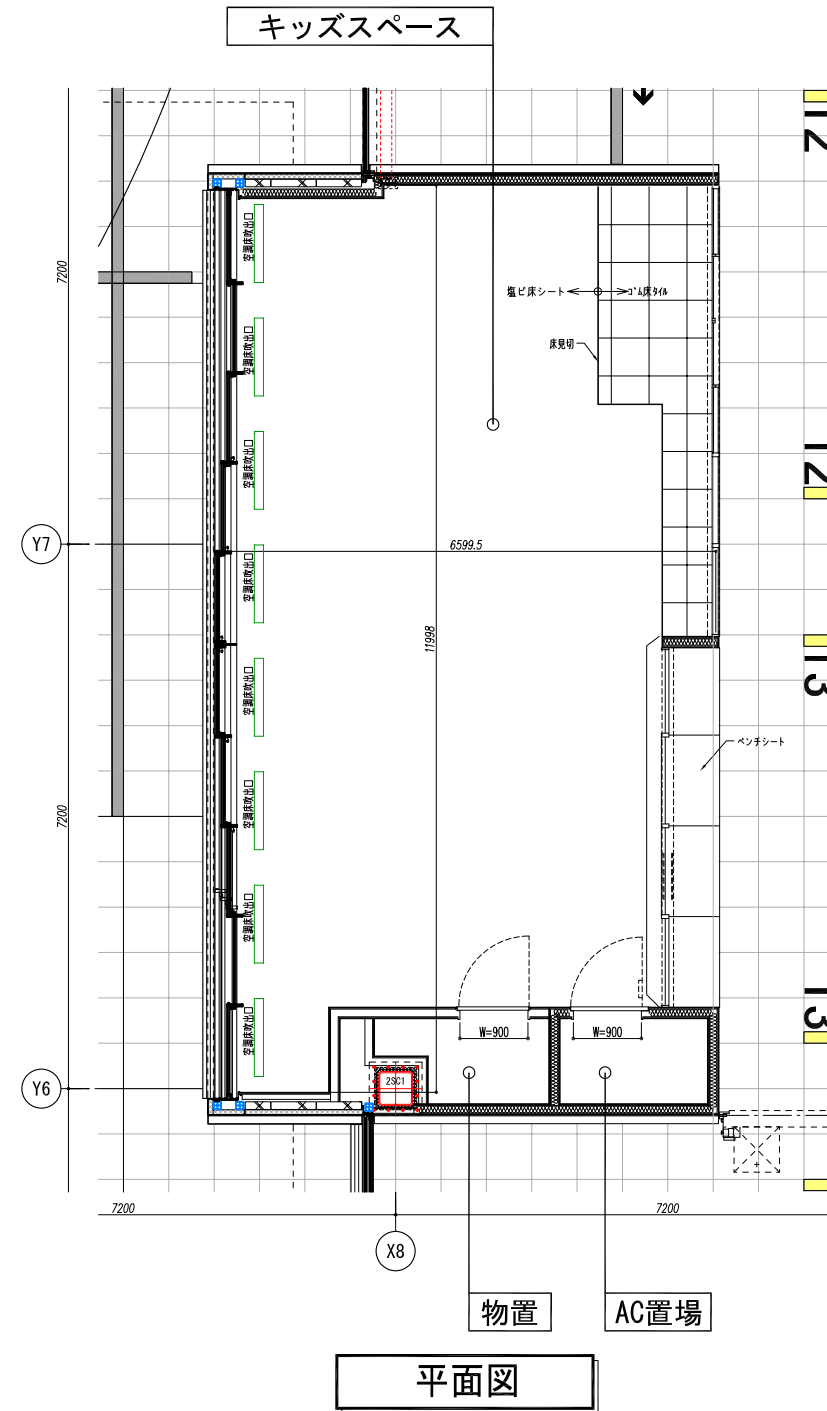 キッズスペース
12
7200
空調床吹出口
塩ビ床シート
ゴム床タイル
床見切
空調床吹出口
空調床吹出口
12
Y7
6599.5
空調床吹出口
11998
空調床吹出口
13
ベンチシート
7200
空調床吹出口
空調床吹出口
空調床吹出口
W=900
W=900
13
Y6
2SC1
7200
7200
X8
物置
AC置場
平面図